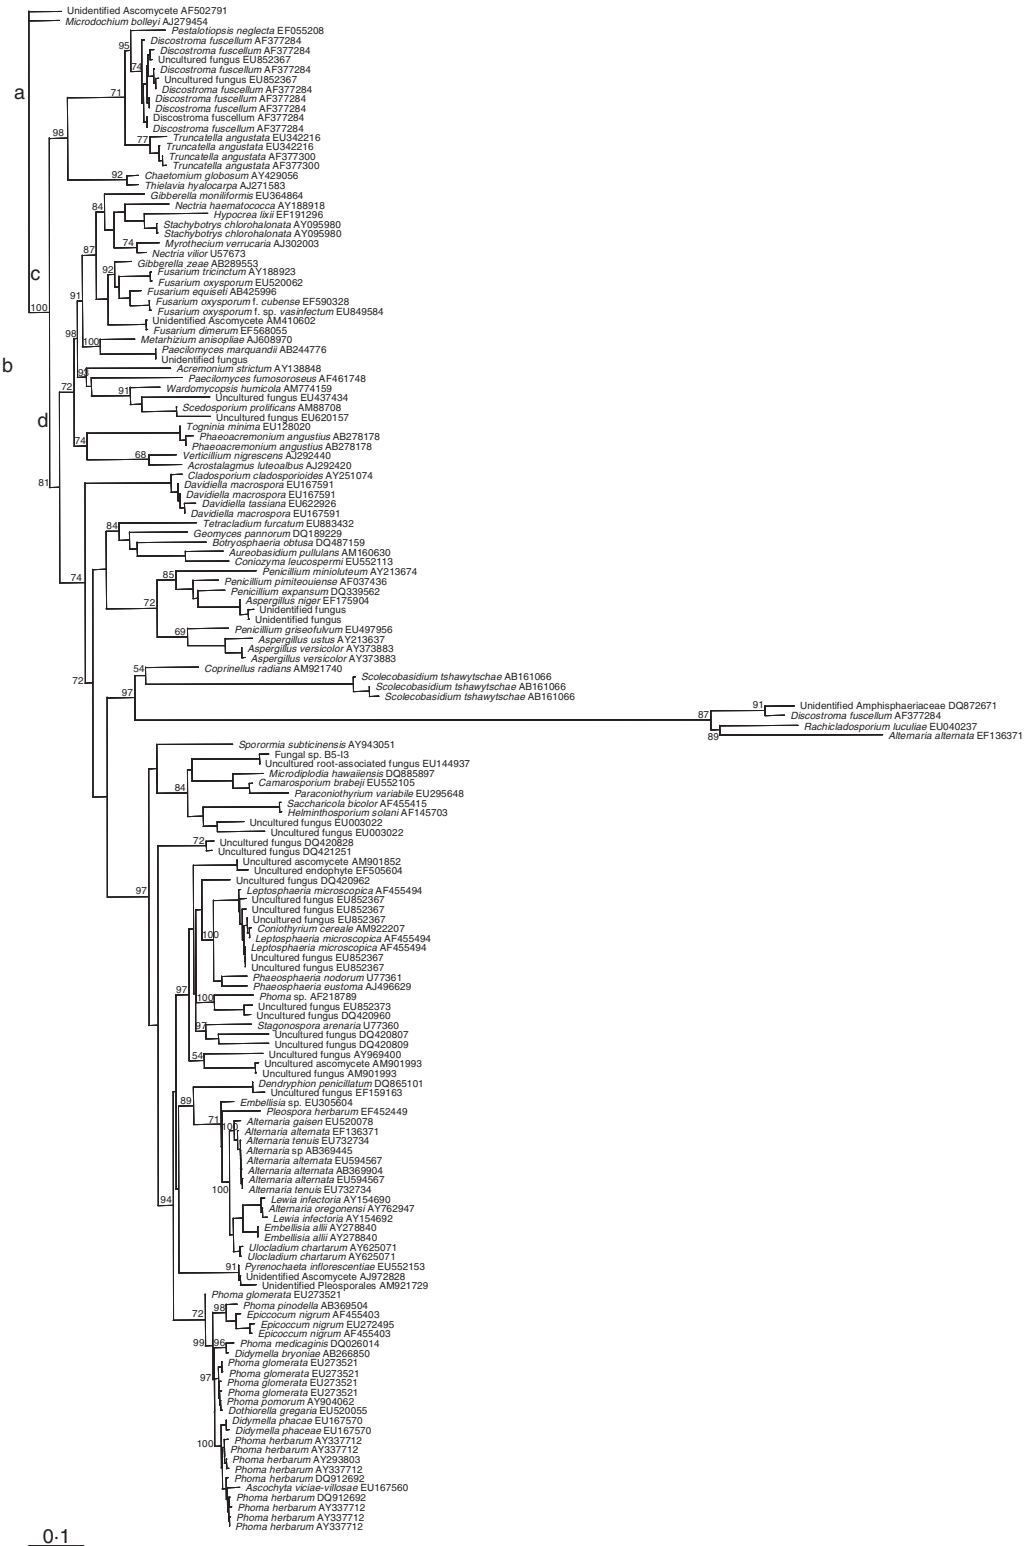 Unidentified Ascomycete AF502791
Microdochium bolleyi AJ279454
Pestalotiopsis neglecta EF055208
95 Discostroma fuscellum AF377284
Discostroma fuscellum AF377284
Uncultured fungus EU852367
74 Discostroma fuscellum AF377284
Uncultured fungus EU852367
Discostroma fuscellum AF377284
a 71 Discostroma fuscellum AF377284
Discostroma fuscellum AF377284
Discostroma fuscellum AF377284
Discostroma fuscellum AF377284
98 77 Truncatella angustata EU342216
Truncatella angustata EU342216
Truncatella angustata AF377300
Truncatella angustata AF377300
92 Chaetomium globosum AY429056
Thielavia hyalocarpa AJ271583
Gibberella moniliformis EU364864
84 Nectria haematococca AY188918
Hypocrea lixii EF191296
Stachybotrys chlorohalonata AY095980
Stachybotrys chlorohalonata AY095980
74 Myrothecium verrucaria AJ302003
87 Nectria vilior U57673
Gibberella zeae AB289553
c 92 Fusarium tricinctum AY188923
Fusarium oxysporum EU520062
91 Fusarium equiseti AB425996
Fusarium oxysporum f. cubense EF590328
100 Fusarium oxysporum f. sp. vasinfectum EU849584
Unidentified Ascomycete AM410602
98 Fusarium dimerum EF568055
100 Metarhizium anisopliae AJ608970
Paecilomyces marquandii AB244776
Unidentified fungus
b 93 Acremonium strictum AY138848
Paecilomyces fumosoroseus AF461748
72 91 Wardomycopsis humicola AM774159
Uncultured fungus EU437434
Scedosporium prolificans AM88708
d Uncultured fungus EU620157
Togninia minima EU128020
Phaeoacremonium angustius AB278178
74 Phaeoacremonium angustius AB278178
68 Verticillium nigrescens AJ292440
Acrostalagmus luteoalbus AJ292420
Cladosporium cladosporioides AY251074
81 Davidiella macrospora EU167591
Davidiella macrospora EU167591
Davidiella tassiana EU622926
Davidiella macrospora EU167591
84 Tetracladium furcatum EU883432
Geomyces pannorum DQ189229
Botryosphaeria obtusa DQ487159
Aureobasidium pullulans AM160630
Coniozyma leucospermi EU552113
74 85 Penicillium minioluteum AY213674
Penicillium pimiteouiense AF037436
Penicillium expansum DQ339562
72 Aspergillus niger EF175904
Unidentified fungus
Unidentified fungus
69 Penicillium griseofulvum EU497956
Aspergillus ustus AY213637
Aspergillus versicolor AY373883
Aspergillus versicolor AY373883
54 Coprinellus radians AM921740
72 Scolecobasidium tshawytschae AB161066
Scolecobasidium tshawytschae AB161066
97 Scolecobasidium tshawytschae AB161066
91 Unidentified Amphisphaeriaceae DQ872671
87 Discostroma fuscellum AF377284
Rachicladosporium luculiae EU040237
89 Alternaria alternata EF136371
Sporormia subticinensis AY943051
Fungal sp. B5-I3
Uncultured root-associated fungus EU144937
Microdiplodia hawaiiensis DQ885897
84 Camarosporium brabeji EU552105
Paraconiothyrium variabile EU295648
Saccharicola bicolor AF455415
Helminthosporium solani AF145703
Uncultured fungus EU003022
Uncultured fungus EU003022
72 Uncultured fungus DQ420828
Uncultured fungus DQ421251
Uncultured ascomycete AM901852
Uncultured endophyte EF505604
Uncultured fungus DQ420962
97 Leptosphaeria microscopica AF455494
Uncultured fungus EU852367
Uncultured fungus EU852367
Uncultured fungus EU852367
Coniothyrium cereale AM922207
100 Leptosphaeria microscopica AF455494
Leptosphaeria microscopica AF455494
Uncultured fungus EU852367
Uncultured fungus EU852367
Phaeosphaeria nodorum U77361
Phaeosphaeria eustoma AJ496629
97 100 Phoma sp. AF218789
Uncultured fungus EU852373
Uncultured fungus DQ420960
97 Stagonospora arenaria U77360
Uncultured fungus DQ420807
Uncultured fungus DQ420809
54 Uncultured fungus AY969400
Uncultured ascomycete AM901993
Uncultured fungus AM901993
Dendryphion penicillatum DQ865101
Uncultured fungus EF159163
89 Embellisia sp. EU305604
Pleospora herbarum EF452449
71 Alternaria gaisen EU520078
100 Alternaria alternata EF136371
Alternaria tenuis EU732734
Alternaria sp AB369445
Alternaria alternata EU594567
Alternaria alternata AB369904
Alternaria alternata EU594567
100 Alternaria tenuis EU732734
94 Lewia infectoria AY154690
Alternaria oregonensi AY762947
Lewia infectoria AY154692
Embellisia allii AY278840
Embellisia allii AY278840
Ulocladium chartarum AY625071
Ulocladium chartarum AY625071
91 Pyrenochaeta inflorescentiae EU552153
Unidentified Ascomycete AJ972828
Unidentified Pleosporales AM921729
Phoma glomerata EU273521
98 Phoma pinodella AB369504
72 Epiccocum nigrum AF455403
Epicoccum nigrum EU272495
Epicoccum nigrum AF455403
99 96 Phoma medicaginis DQ026014
Didymella bryoniae AB266850
Phoma glomerata EU273521
97 Phoma glomerata EU273521
Phoma glomerata EU273521
Phoma glomerata EU273521
Phoma pomorum AY904062
Dothiorella gregaria EU520055
Didymella phacae EU167570
Didymella phaceae EU167570
100 Phoma herbarum AY337712
Phoma herbarum AY337712
Phoma herbarum AY293803
Phoma herbarum AY337712
Phoma herbarum DQ912692
Ascochyta viciae-villosae EU167560
Phoma herbarum DQ912692
Phoma herbarum AY337712
Phoma herbarum AY337712
Phoma herbarum AY337712
0·1